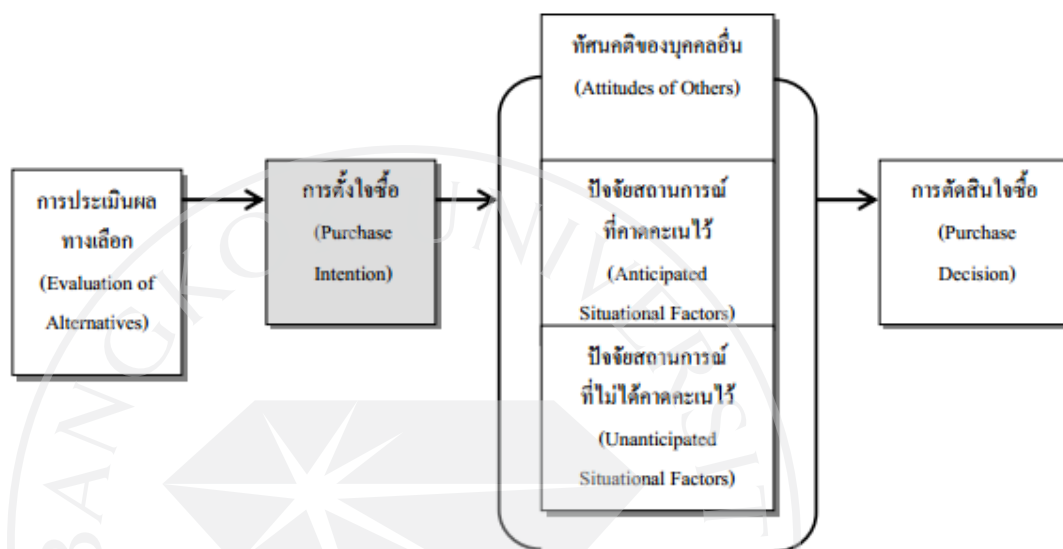 การประเมินผล
ทางเลือก
(Evaluation of
Alternatives)
การตั้งใจซื้อ
(Purchase
Intention)
ทัศนคติของบุคคลอื่น
(Attitudes of Others)
ปัจจัยสถานการณ์
ที่คาดคะเนไว้
(Anticipated
Situational Factors)
ปัจจัยสถานการณ์
ที่ไม่ได้คาดคะเนไว้
(Unanticipated
Situational Factors)
การตัดสินใจซื้อ
(Purchase
Decision)